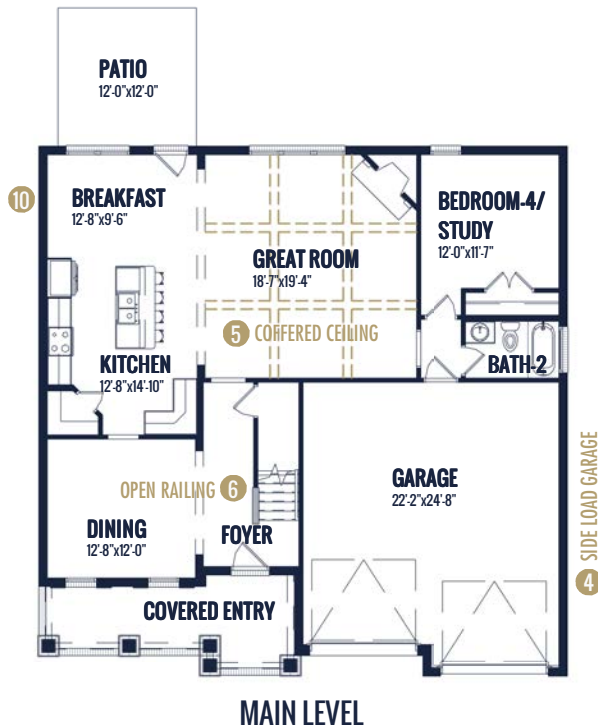 PATIO
12'-0"x12'-0"
10
BREAKFAST
12'-8"x9'-6"
BEDROOM-4/
STUDY
12'-0"x11'-7"
GREAT ROOM
18'-7"x19'-4"
5 COFFERED CEILING
KITCHEN
12'-8"x14'-10"
BATH-2
OPEN RAILING 6
GARAGE
22'-2"x24'-8"
4 SIDE LOAD GARAGE
DINING
12'-8"x12'-0"
FOYER
COVERED ENTRY
MAIN LEVEL